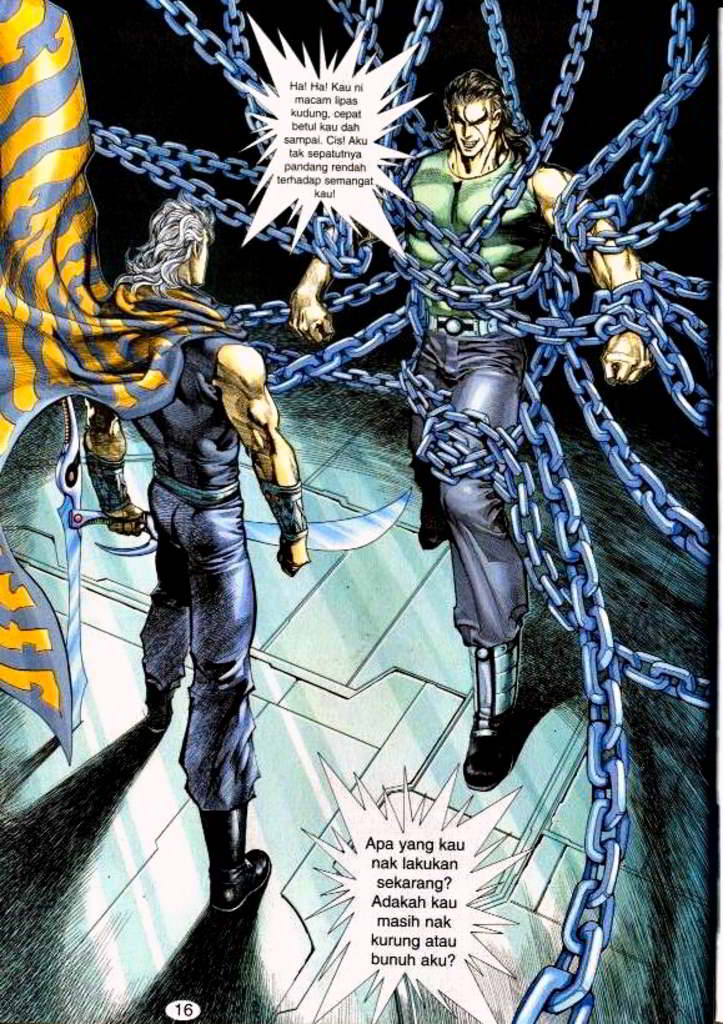 Ha! Ha! Kau ni
macam lipas
kudung, cepat
betul kau dah
sampai. Cis! Aku
tak sepatutnya
pandang rendah
terhadap semangat
kau!
Apa yang kau
nak lakukan
sekarang?
Adakah kau
masih nak
kurung atau
bunuh aku?
16